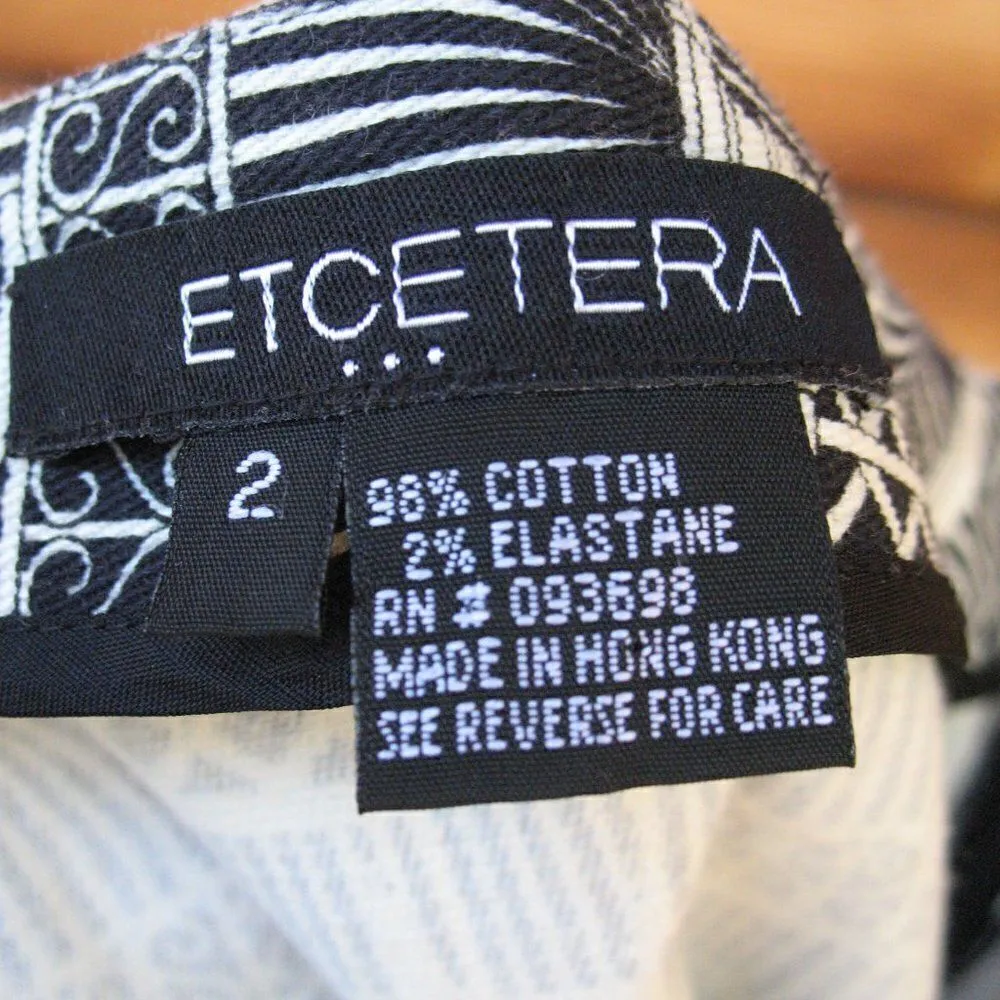 ETCETERA
...
2
98% COTTON
2% ELASTANE
RN # 093698
MADE IN HONG KONG
SEE REVERSE FOR CARE